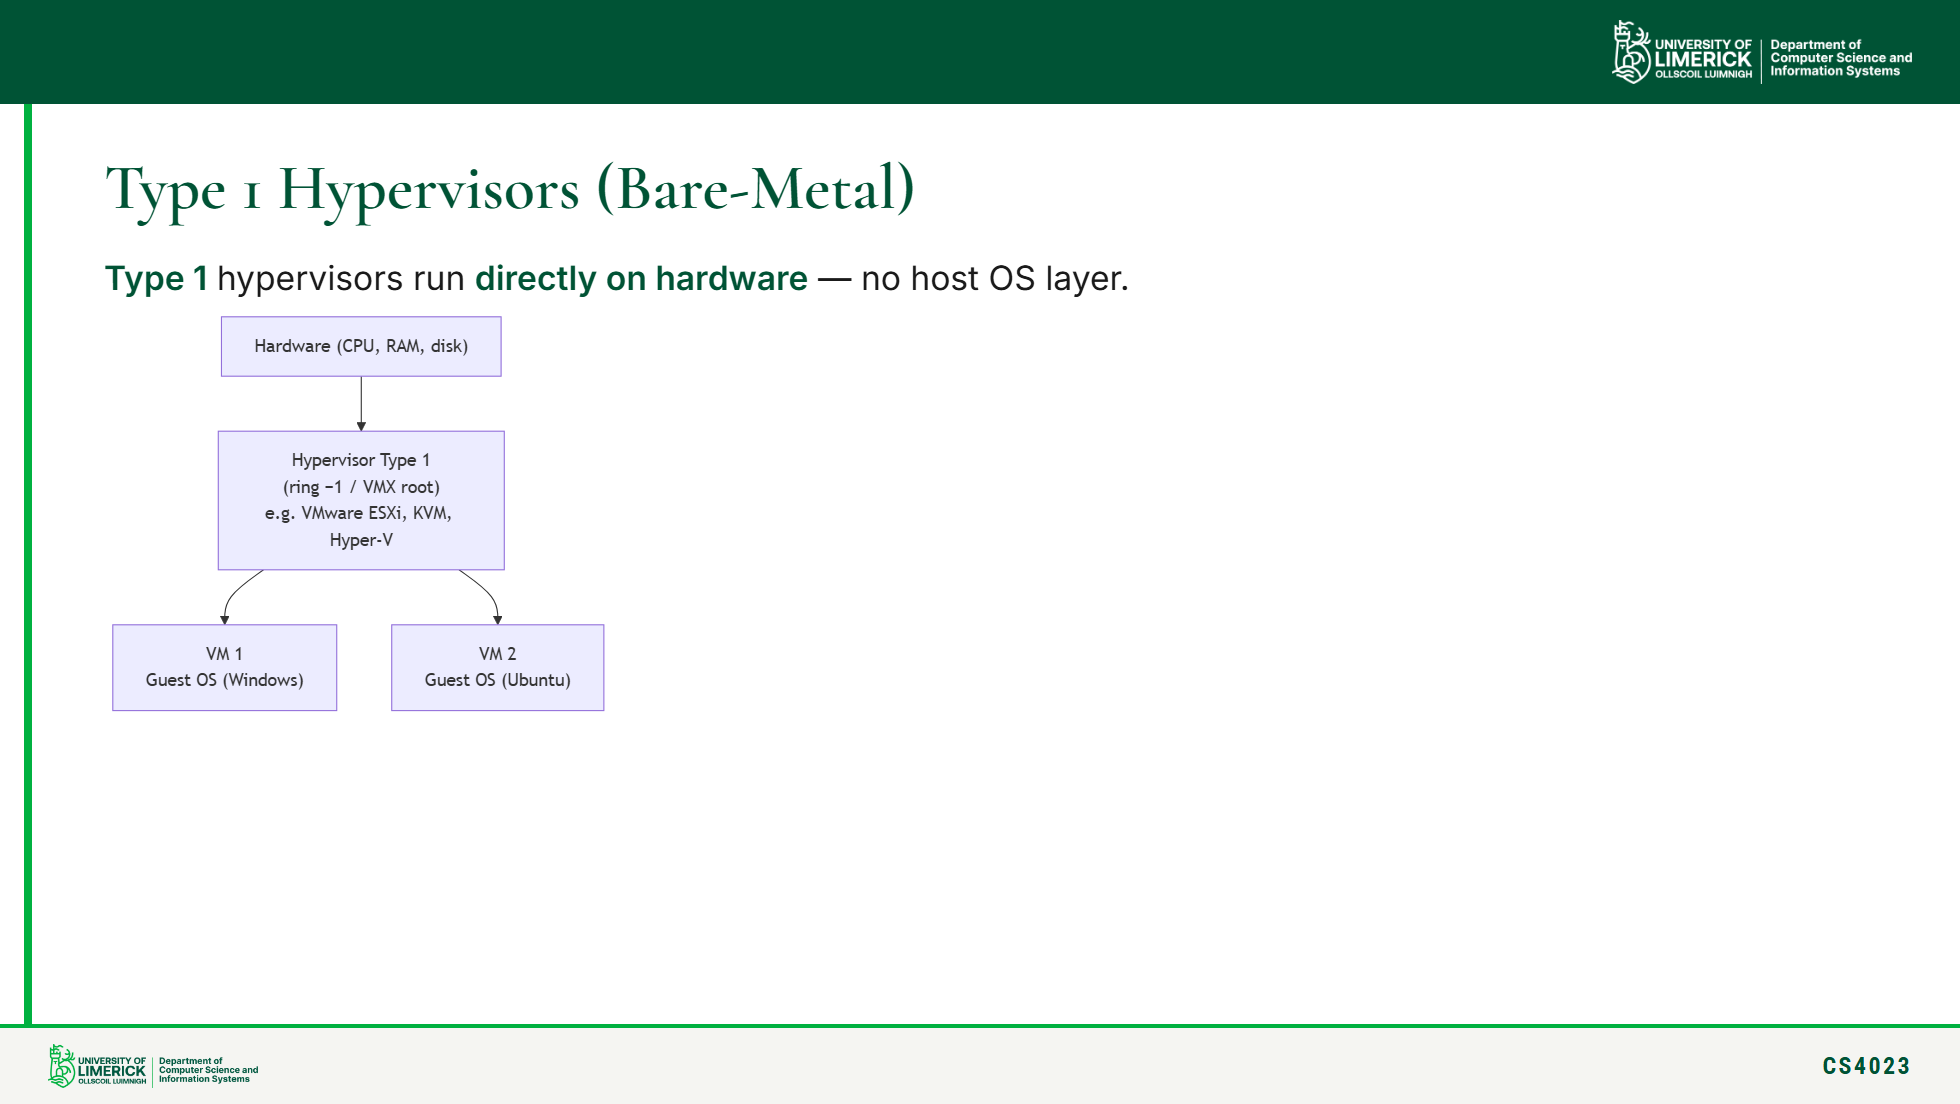 UNIVERSITY OF
LIMERICK
OLLSCOIL LUIMNIGH
Department of
Computer Science and
Information Systems
Type 1 Hypervisors (Bare-Metal)
Type 1 hypervisors run directly on hardware — no host OS layer.
Hardware (CPU, RAM, disk)
Hypervisor Type 1
(ring −1 / VMX root)
e.g. VMware ESXi, KVM,
Hyper-V
VM 1
Guest OS (Windows)
VM 2
Guest OS (Ubuntu)
UNIVERSITY OF
LIMERICK
OLLSCOIL LUIMNIGH
Department of
Computer Science and
Information Systems
CS4023